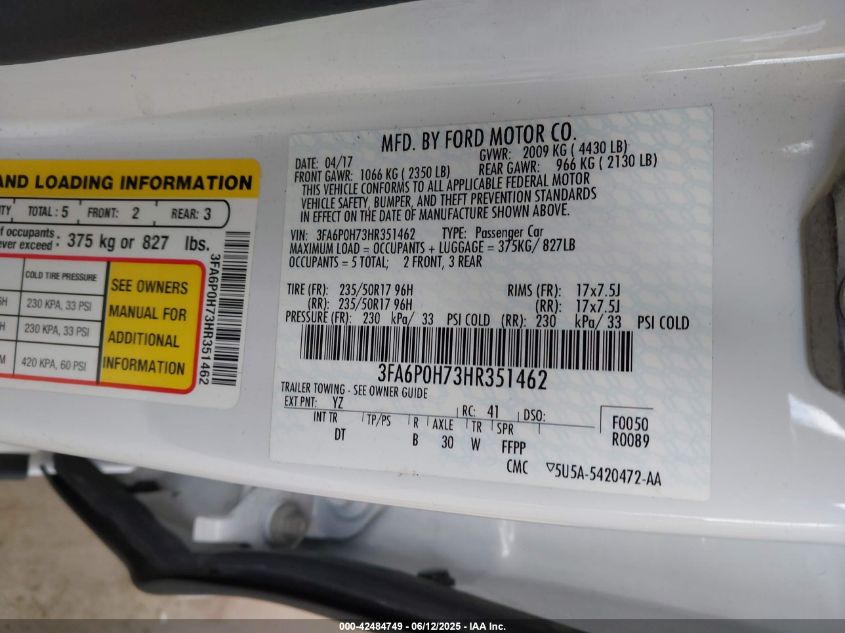 AND LOADING INFORMATION
TOTAL: 5 FRONT: 2 REAR: 3
of occupants
ever exceed: 375 kg or 827 lbs.
COLD TIRE PRESSURE
230 KPA, 33 PSI
230 KPA, 33 PSI
420 KPA, 60 PSI
SEE OWNERS
MANUAL FOR
ADDITIONAL
INFORMATION
3FA6P0H73HR351462
MFD. BY FORD MOTOR CO.
DATE: 04/17 GVWR: 2009 KG ( 4430 LB)
FRONT GAWR: 1066 KG ( 2350 LB) REAR GAWR: 966 KG ( 2130 LB)
THIS VEHICLE CONFORMS TO ALL APPLICABLE FEDERAL MOTOR
VEHICLE SAFETY, BUMPER, AND THEFT PREVENTION STANDARDS
IN EFFECT ON THE DATE OF MANUFACTURE SHOWN ABOVE.
VIN: 3FA6P0H73HR351462 TYPE: Passenger Car
MAXIMUM LOAD = OCCUPANTS + LUGGAGE = 375KG/ 827LB
OCCUPANTS = 5 TOTAL; 2 FRONT, 3 REAR
TIRE (FR): 235/50R17 96H RIMS (FR): 17x7.5J
(RR): 235/50R17 96H (RR): 17x7.5J
PRESSURE (FR): 230 kPa/ 33 PSI COLD (RR): 230 kPa/ 33 PSI COLD
3FA6P0H73HR351462
TRAILER TOWING - SEE OWNER GUIDE
EXT PNT: YZ RC: 41 DSO: F0050
INT TR TP/PS R AXLE TR SPR R0089
DT B 30 W FFPP
CMC 5U5A-5420472-AA
000-42484749 - 06/12/2025 - IAA Inc.